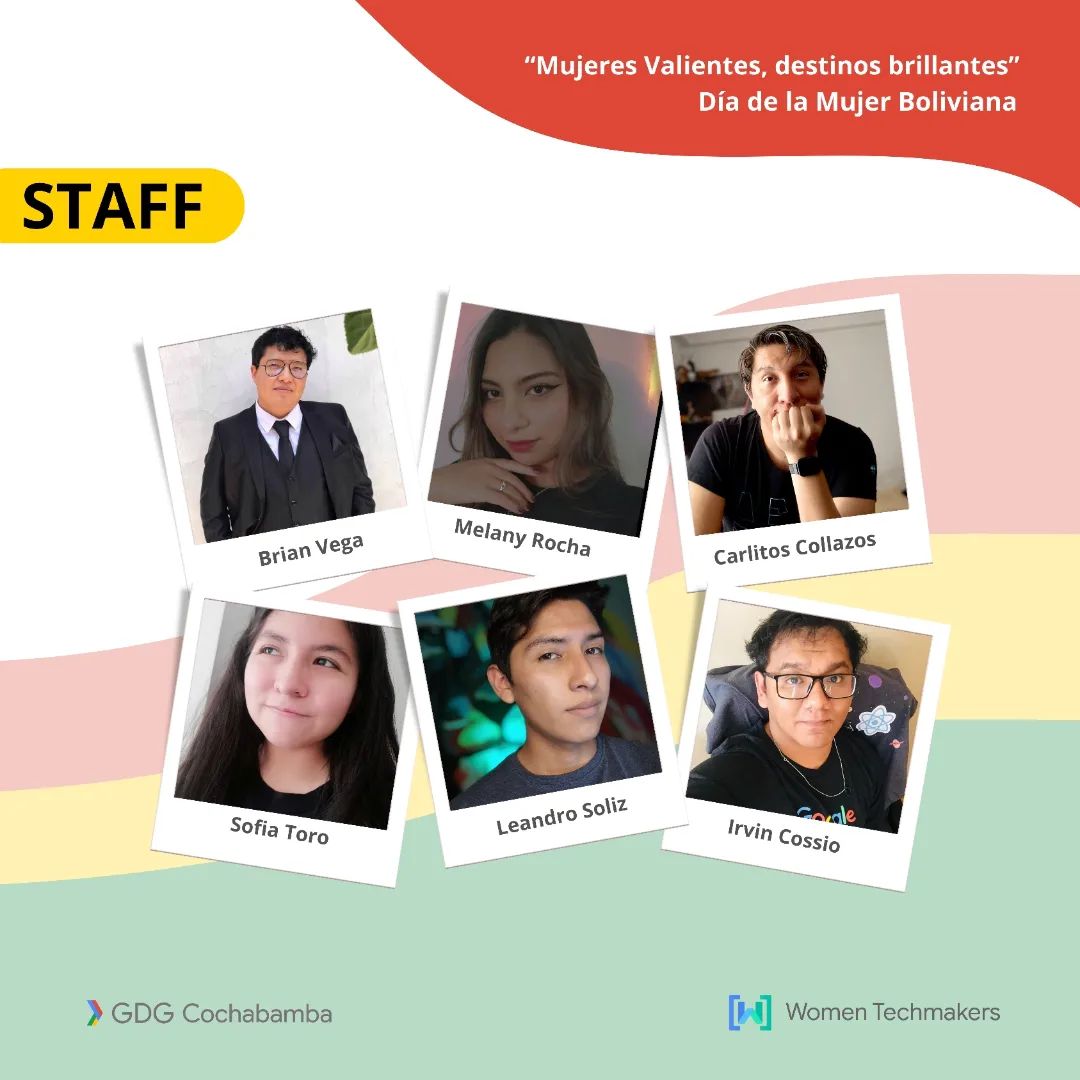 “Mujeres Valientes, destinos brillantes”
Día de la Mujer Boliviana
STAFF
Brian Vega
Melany Rocha
Carlitos Collazos
Sofia Toro
Leandro Soliz
Irvin Cossio
Google
GDG Cochabamba
Women Techmakers